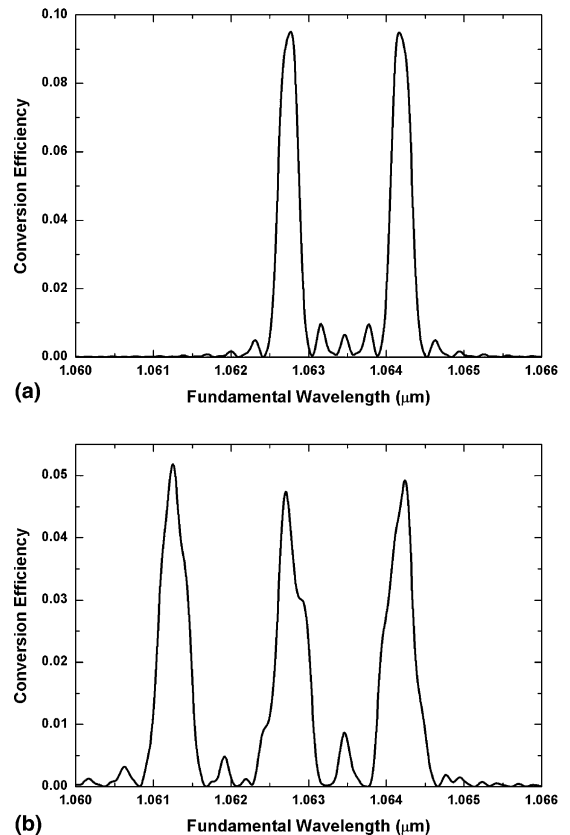 0.10
0.08
0.06
0.04
0.02
0.00
Conversion Efficiency
1.060 1.061 1.062 1.063 1.064 1.065 1.066
(a) Fundamental Wavelength (μm)
0.05
0.04
0.03
0.02
0.01
0.00
Conversion Efficiency
1.060 1.061 1.062 1.063 1.064 1.065 1.066
(b) Fundamental Wavelength (μm)